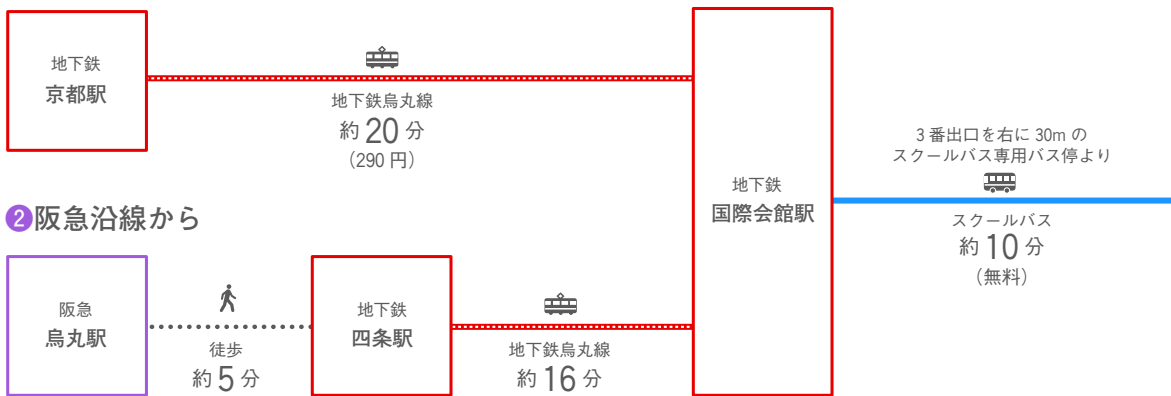 地下鉄
京都駅
地下鉄烏丸線
約20分
(290円)
❷阪急沿線から
阪急
烏丸駅
徒歩
約5分
地下鉄
四条駅
地下鉄烏丸線
約16分
地下鉄
国際会館駅
3番出口を右に30mの
スクールバス専用バス停より
スクールバス
約10分
(無料)